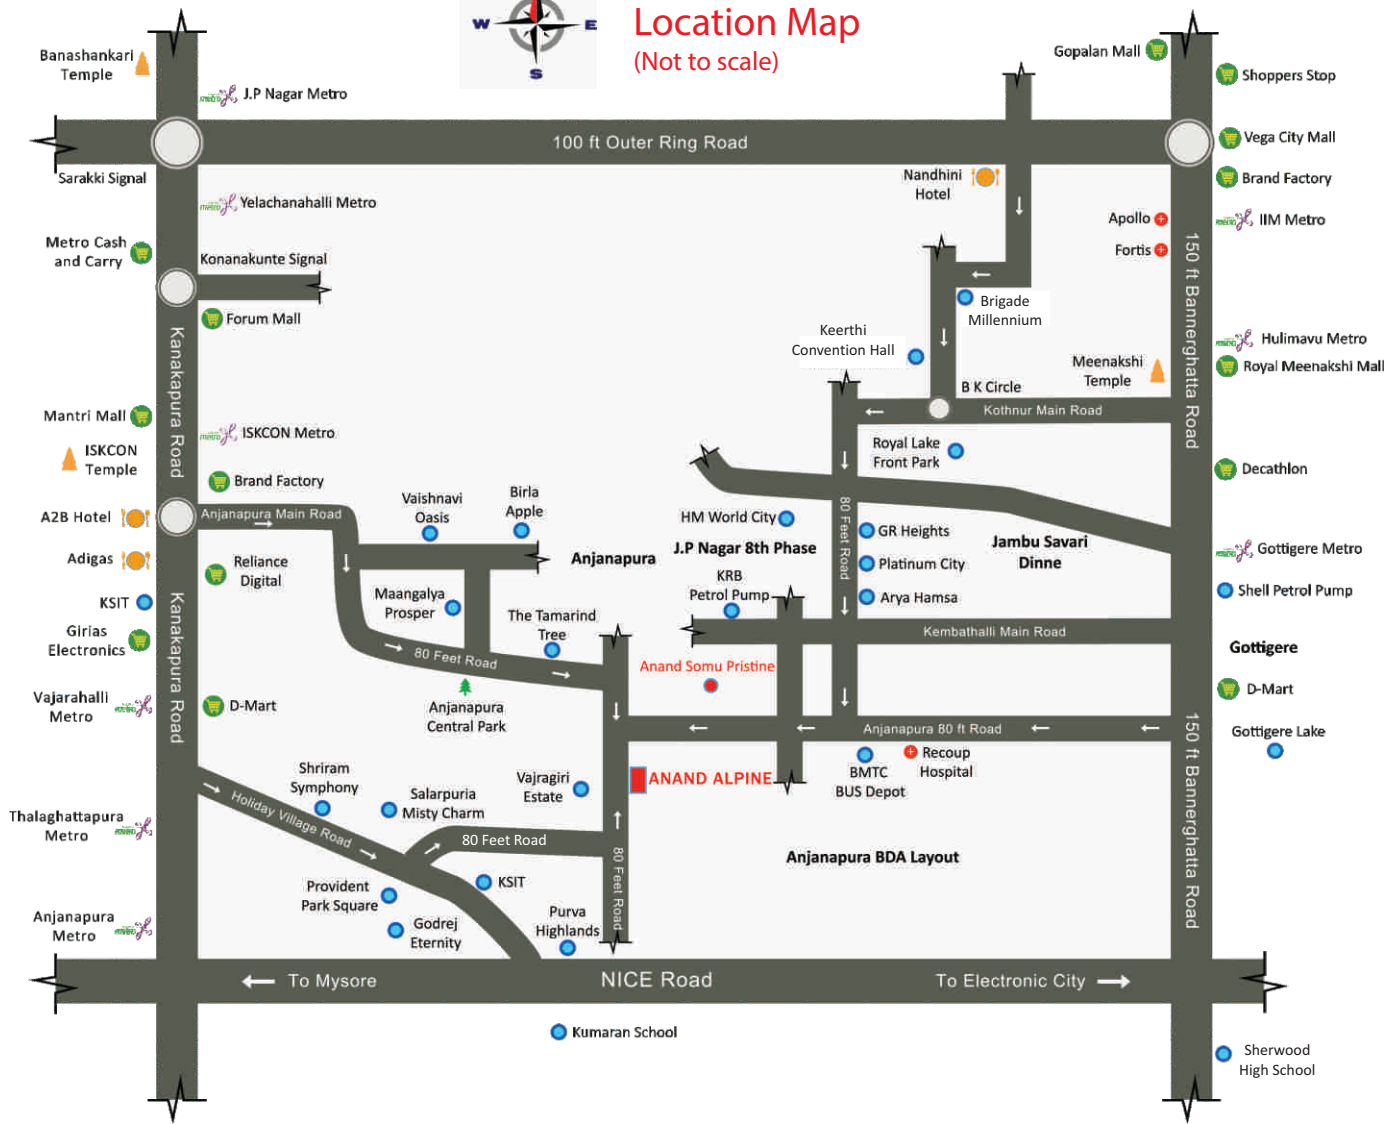 Location Map
(Not to scale)
W
E
S
Banashankari
Temple
J.P Nagar Metro
Gopalan Mall
Shoppers Stop
100 ft Outer Ring Road
Vega City Mall
Sarakki Signal
Nandhini
Hotel
Brand Factory
Yelachanahalli Metro
Apollo
IIM Metro
Fortis
Metro Cash
and Carry
Konanakunte Signal
Forum Mall
Brigade
Millennium
Keerthi
Convention Hall
150 ft Bannerghatta Road
Hulimavu Metro
Royal Meenakshi Mall
Meenakshi
Temple
B K Circle
Kothnur Main Road
Kanakapura Road
Mantri Mall
ISKCON Metro
ISKCON
Temple
Royal Lake
Front Park
Decathlon
Brand Factory
A2B Hotel
Anjanapura Main Road
Vaishnavi
Oasis
Birla
Apple
HM World City
80 Feet Road
GR Heights
Jambu Savari
Dinne
Adigas
Anjanapura
J.P Nagar 8th Phase
Gottigere Metro
Reliance
Digital
Platinum City
KRB
Petrol Pump
Shell Petrol Pump
KSIT
Maangalya
Prosper
Arya Hamsa
The Tamarind
Tree
Girias
Electronics
Kembathalli Main Road
Gottigere
80 Feet Road
Anand Somu Pristine
Kanakapura Road
Vajarahalli
Metro
D-Mart
D-Mart
Anjanapura
Central Park
Anjanapura 80 ft Road
Gottigere Lake
150 ft Bannerghatta Road
Recoup
Hospital
BMTC
BUS Depot
ANAND ALPINE
Shriram
Symphony
Vajragiri
Estate
Salarpuria
Misty Charm
Holiday Village Road
Thalaghattapura
Metro
80 Feet Road
Anjanapura BDA Layout
80 Feet Road
KSIT
Provident
Park Square
Godrej
Eternity
Purva
Highlands
Anjanapura
Metro
To Mysore
NICE Road
To Electronic City
Kumaran School
Sherwood
High School